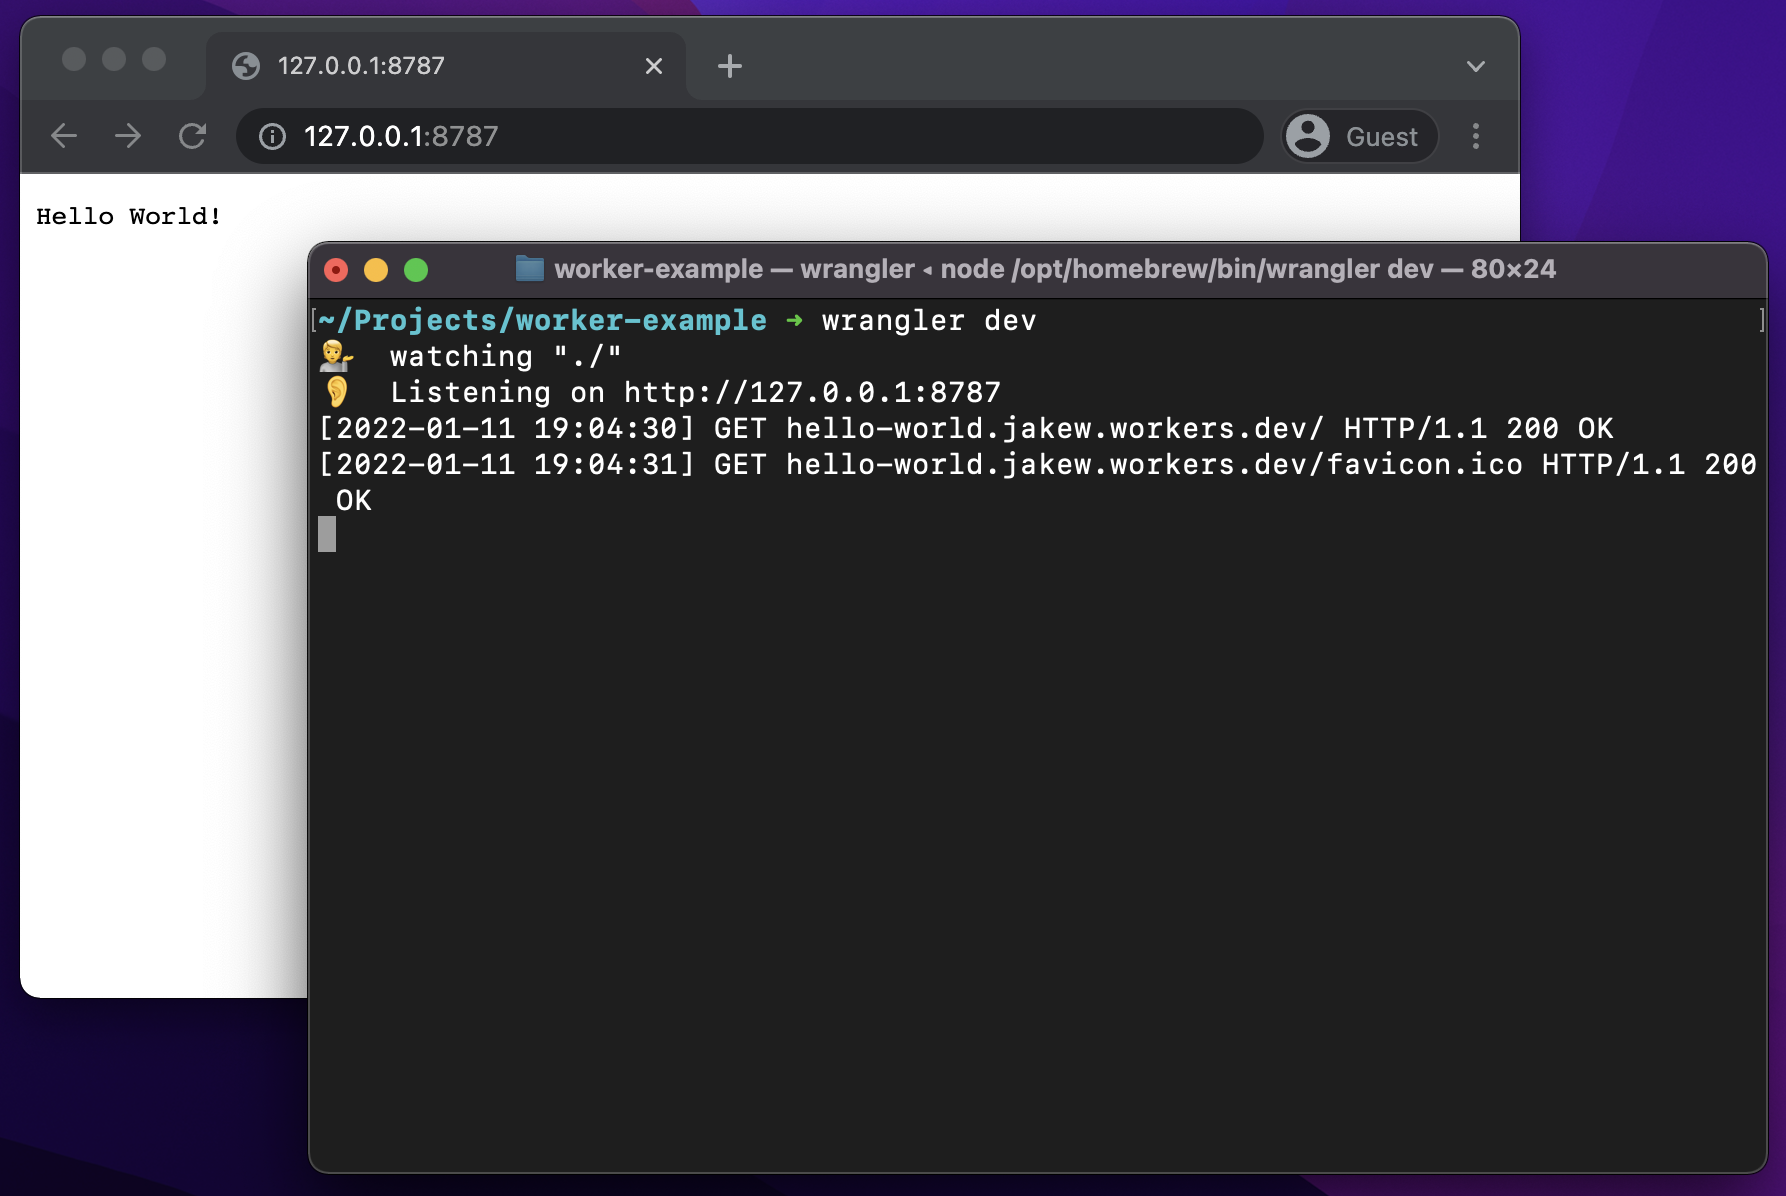 127.0.0.1:8787
127.0.0.1:8787
Guest
Hello World!
worker-example — wrangler ◂ node /opt/homebrew/bin/wrangler dev — 80×24
[~/Projects/worker-example ➜ wrangler dev ]
💁 watching "./"
👂 Listening on http://127.0.0.1:8787
[2022-01-11 19:04:30] GET hello-world.jakew.workers.dev/ HTTP/1.1 200 OK
[2022-01-11 19:04:31] GET hello-world.jakew.workers.dev/favicon.ico HTTP/1.1 200
OK